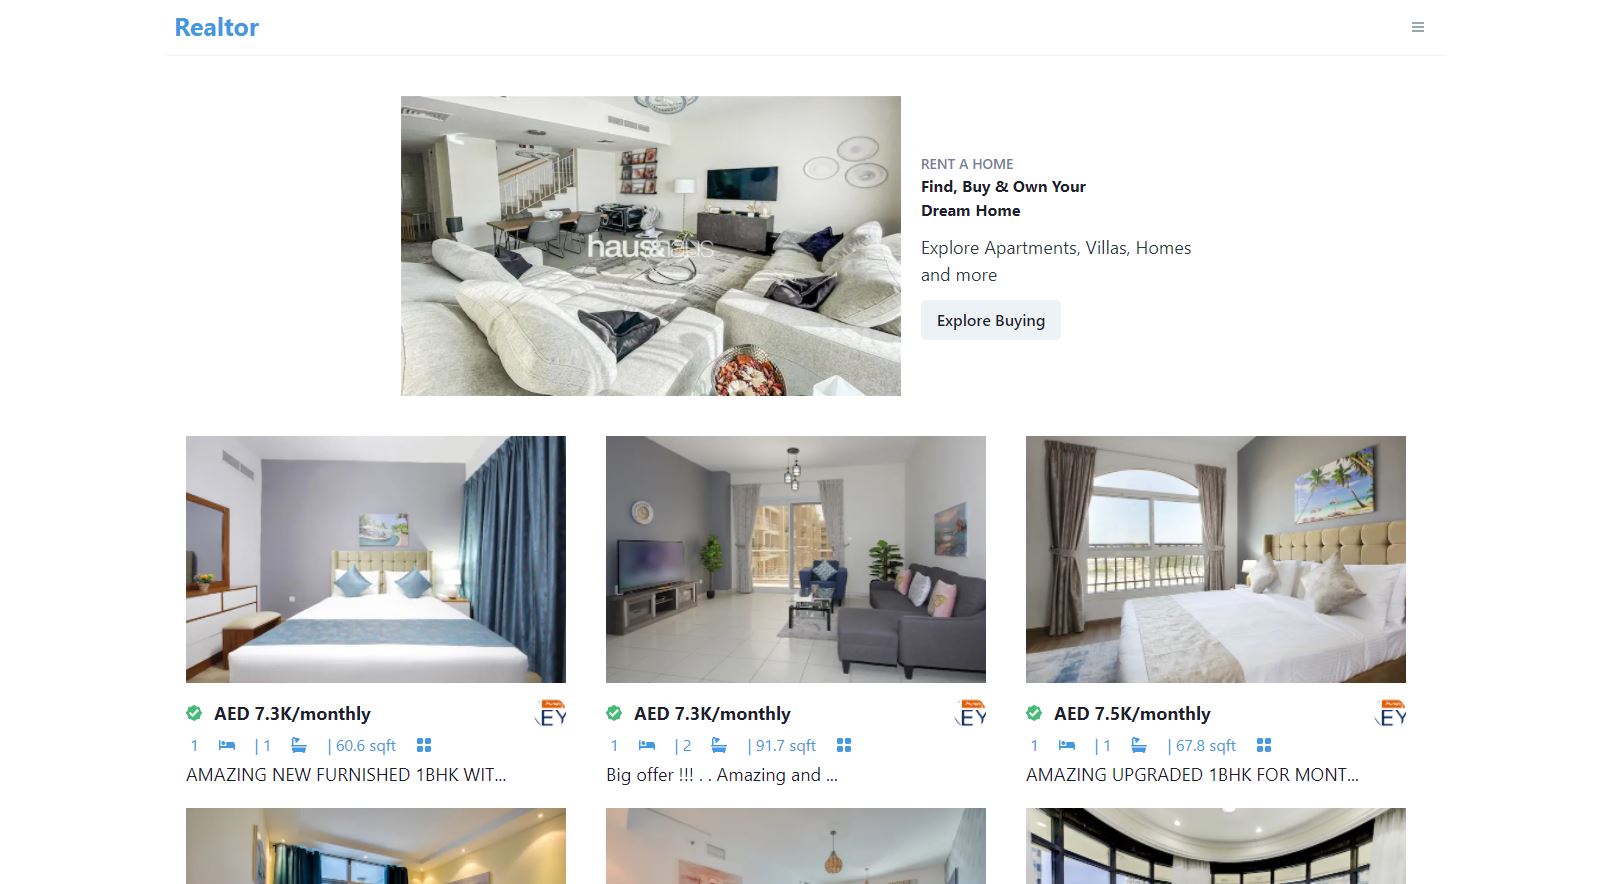 Realtor
haus&haus
RENT A HOME
Find, Buy & Own Your
Dream Home
Explore Apartments, Villas, Homes
and more
Explore Buying
AED 7.3K/monthly
EY
1 | 1 | 60.6 sqft
AMAZING NEW FURNISHED 1BHK WIT...
AED 7.3K/monthly
EY
1 | 2 | 91.7 sqft
Big offer !!! . . Amazing and ...
AED 7.5K/monthly
EY
1 | 1 | 67.8 sqft
AMAZING UPGRADED 1BHK FOR MONT...